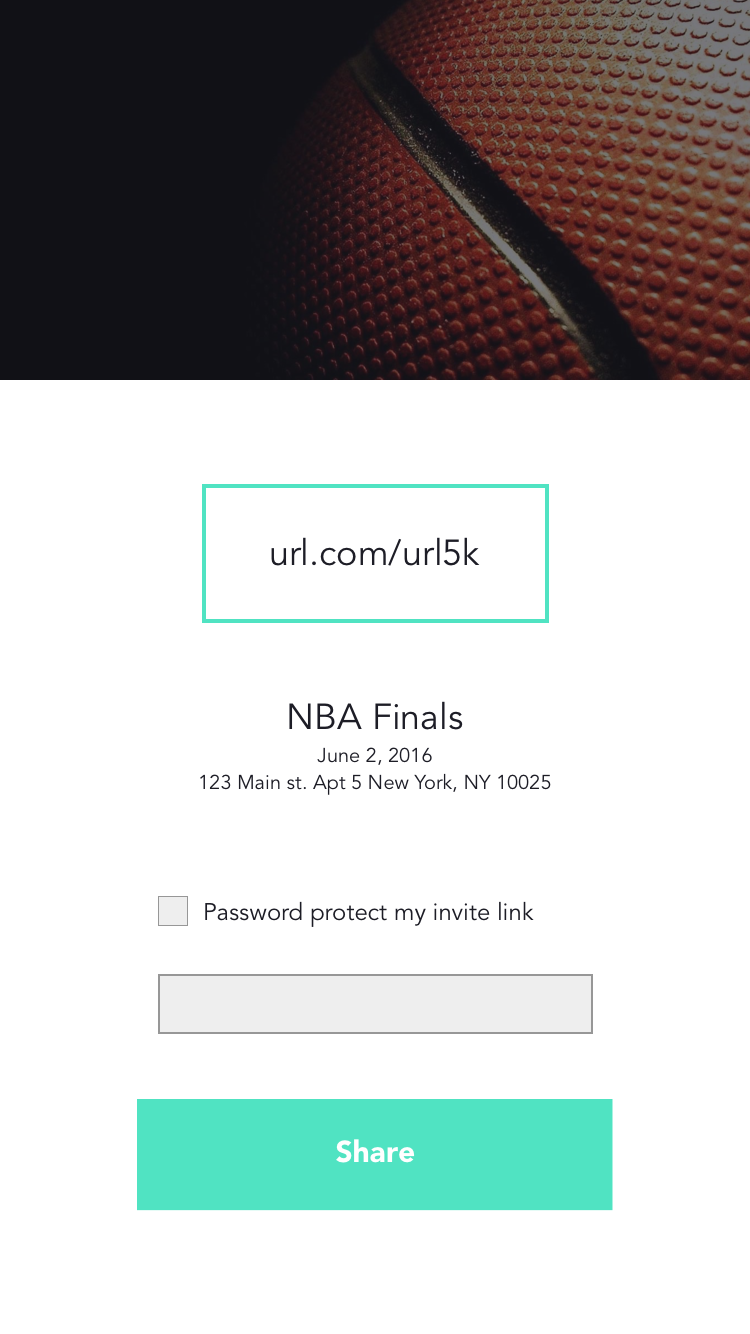 url.com/url5k
NBA Finals
June 2, 2016
123 Main st. Apt 5 New York, NY 10025
Password protect my invite link
Share